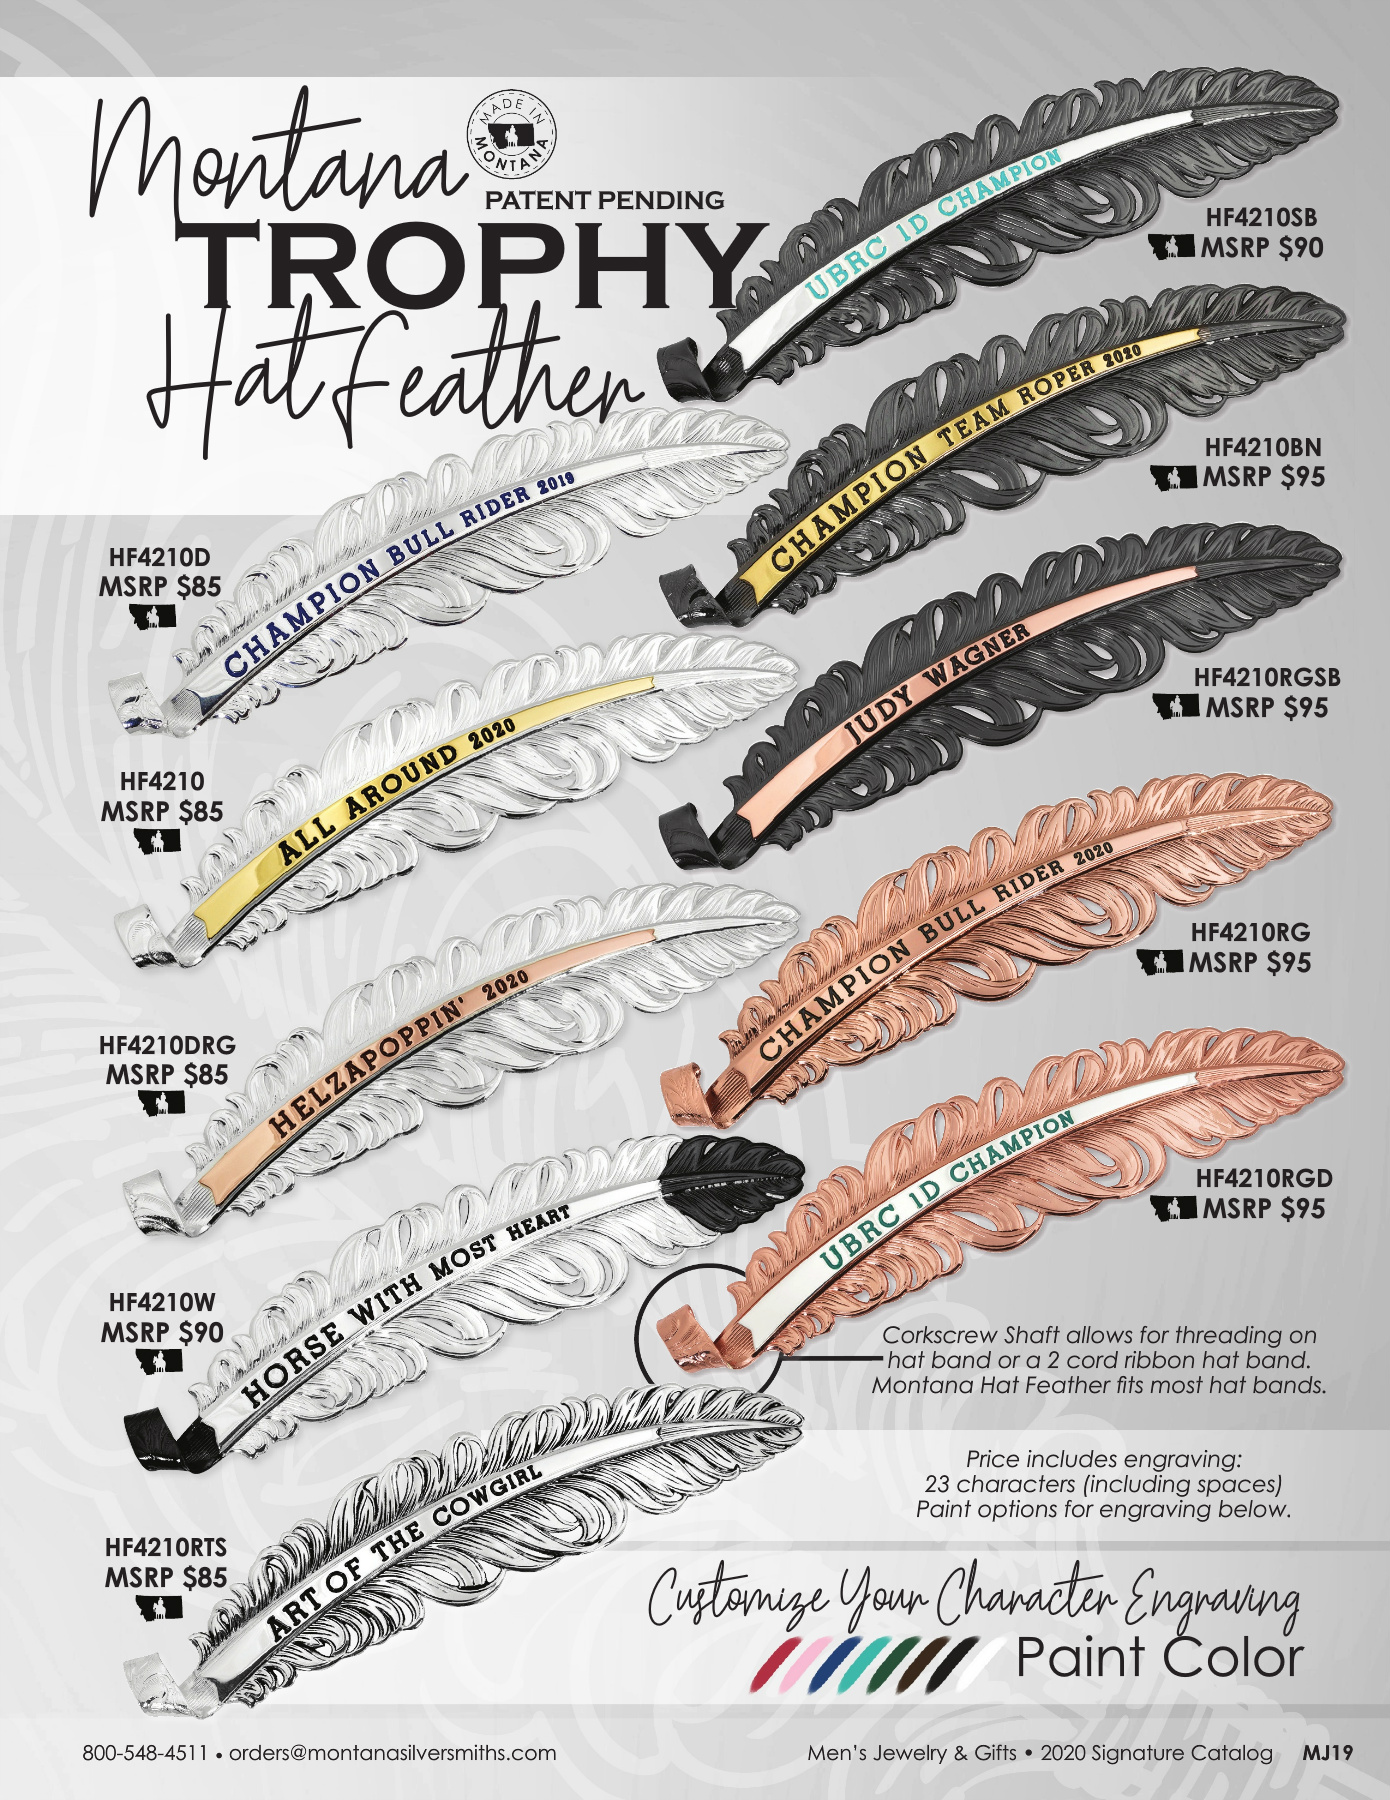 Montana
MADE IN
MONTANA
PATENT PENDING
TROPHY
Hat Feather
UBRC 1D CHAMPION
HF4210SB
MSRP $90
CHAMPION TEAM ROPER 2020
HF4210BN
MSRP $95
CHAMPION BULL RIDER 2019
HF4210D
MSRP $85
JUDY WAGNER
HF4210RGSB
MSRP $95
ALL AROUND 2020
HF4210
MSRP $85
CHAMPION BULL RIDER 2020
HF4210RG
MSRP $95
HELZAPOPPIN' 2020
HF4210DRG
MSRP $85
UBRC 1D CHAMPION
HF4210RGD
MSRP $95
HORSE WITH MOST HEART
HF4210W
MSRP $90
Corkscrew Shaft allows for threading on
hat band or a 2 cord ribbon hat band.
Montana Hat Feather fits most hat bands.
ART OF THE COWGIRL
HF4210RTS
MSRP $85
Price includes engraving:
23 characters (including spaces)
Paint options for engraving below.
Customize Your Character Engraving
Paint Color
800-548-4511 • orders@montanasilversmiths.com
Men's Jewelry & Gifts • 2020 Signature Catalog MJ19